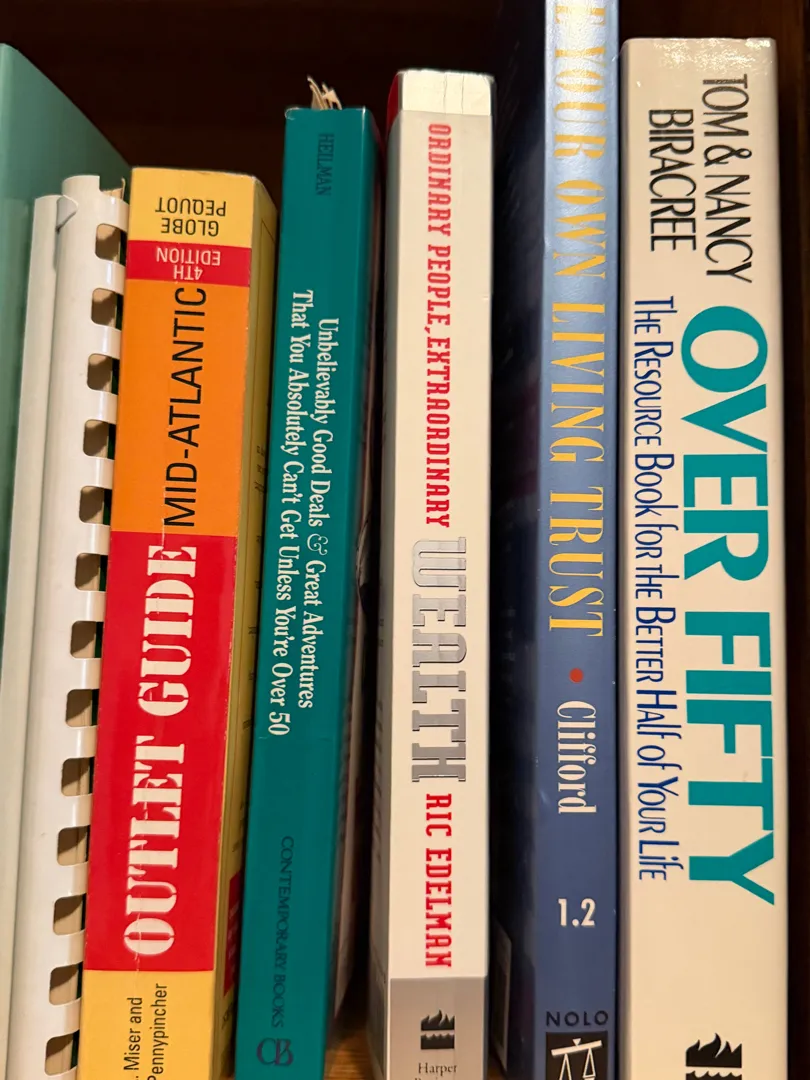 GLOBE
PEQUOT
4TH
EDITION
OUTLET GUIDE MID-ATLANTIC
Miser and
Pennypincher
HEILMAN
Unbelievably Good Deals & Great Adventures
That You Absolutely Can't Get Unless You're Over 50
CONTEMPORARY BOOKS
CB
ORDINARY PEOPLE, EXTRAORDINARY WEALTH RIC EDELMAN
Harper
YOUR OWN LIVING TRUST • Clifford
1.2
NOLO
TOM & NANCY
BIRACREE
OVER FIFTY
The Resource Book for the Better Half of Your Life